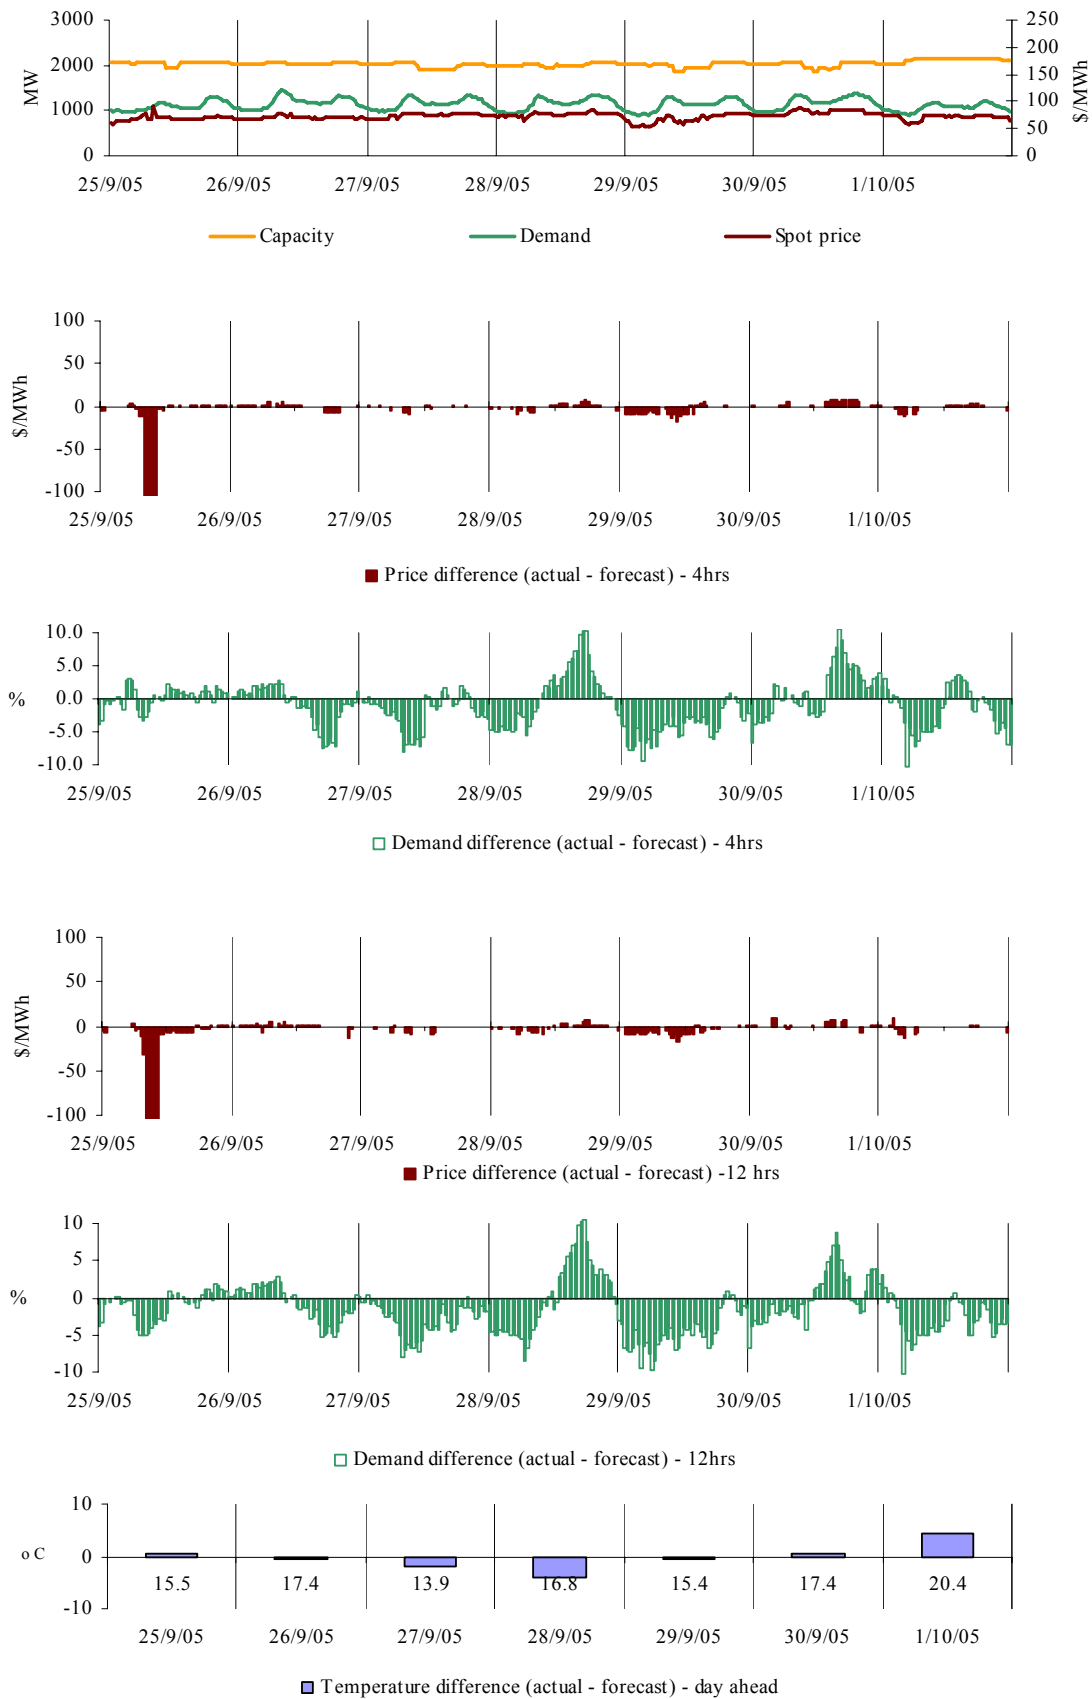 3000 250
200
2000 150
MW $/MWh
1000 100
50
0 0
25/9/05 26/9/05 27/9/05 28/9/05 29/9/05 30/9/05 1/10/05
Capacity Demand Spot price
100
50
$/MWh
0
-50
-100
25/9/05 26/9/05 27/9/05 28/9/05 29/9/05 30/9/05 1/10/05
Price difference (actual - forecast) - 4hrs
10.0
5.0
% 0.0
-5.0
-10.0
25/9/05 26/9/05 27/9/05 28/9/05 29/9/05 30/9/05 1/10/05
Demand difference (actual - forecast) - 4hrs
100
50
$/MWh
0
-50
-100
25/9/05 26/9/05 27/9/05 28/9/05 29/9/05 30/9/05 1/10/05
Price difference (actual - forecast) -12 hrs
10
5
% 0
-5
-10
25/9/05 26/9/05 27/9/05 28/9/05 29/9/05 30/9/05 1/10/05
Demand difference (actual - forecast) - 12hrs
10
o C 0
15.5 17.4 13.9 16.8 15.4 17.4 20.4
-10
25/9/05 26/9/05 27/9/05 28/9/05 29/9/05 30/9/05 1/10/05
Temperature difference (actual - forecast) - day ahead